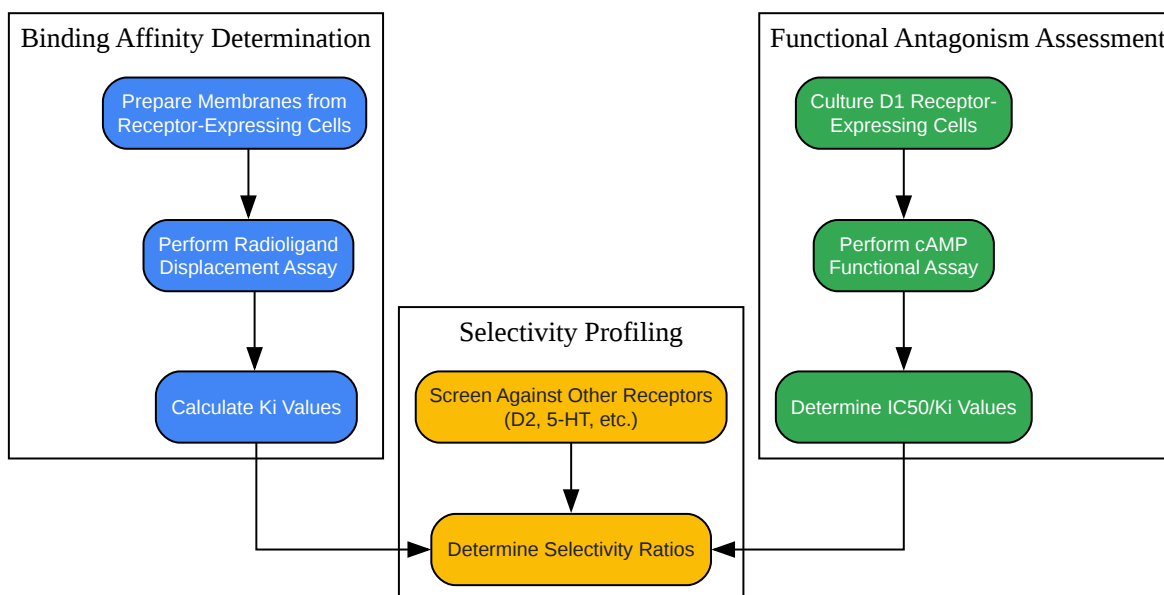 Binding Affinity Determination
Prepare Membranes from
Receptor-Expressing Cells
Perform Radioligand
Displacement Assay
Calculate Ki Values
Selectivity Profiling
Screen Against Other Receptors
(D2, 5-HT, etc.)
Determine Selectivity Ratios
Functional Antagonism Assessment
Culture D1 Receptor-
Expressing Cells
Perform cAMP
Functional Assay
Determine IC50/Ki Values